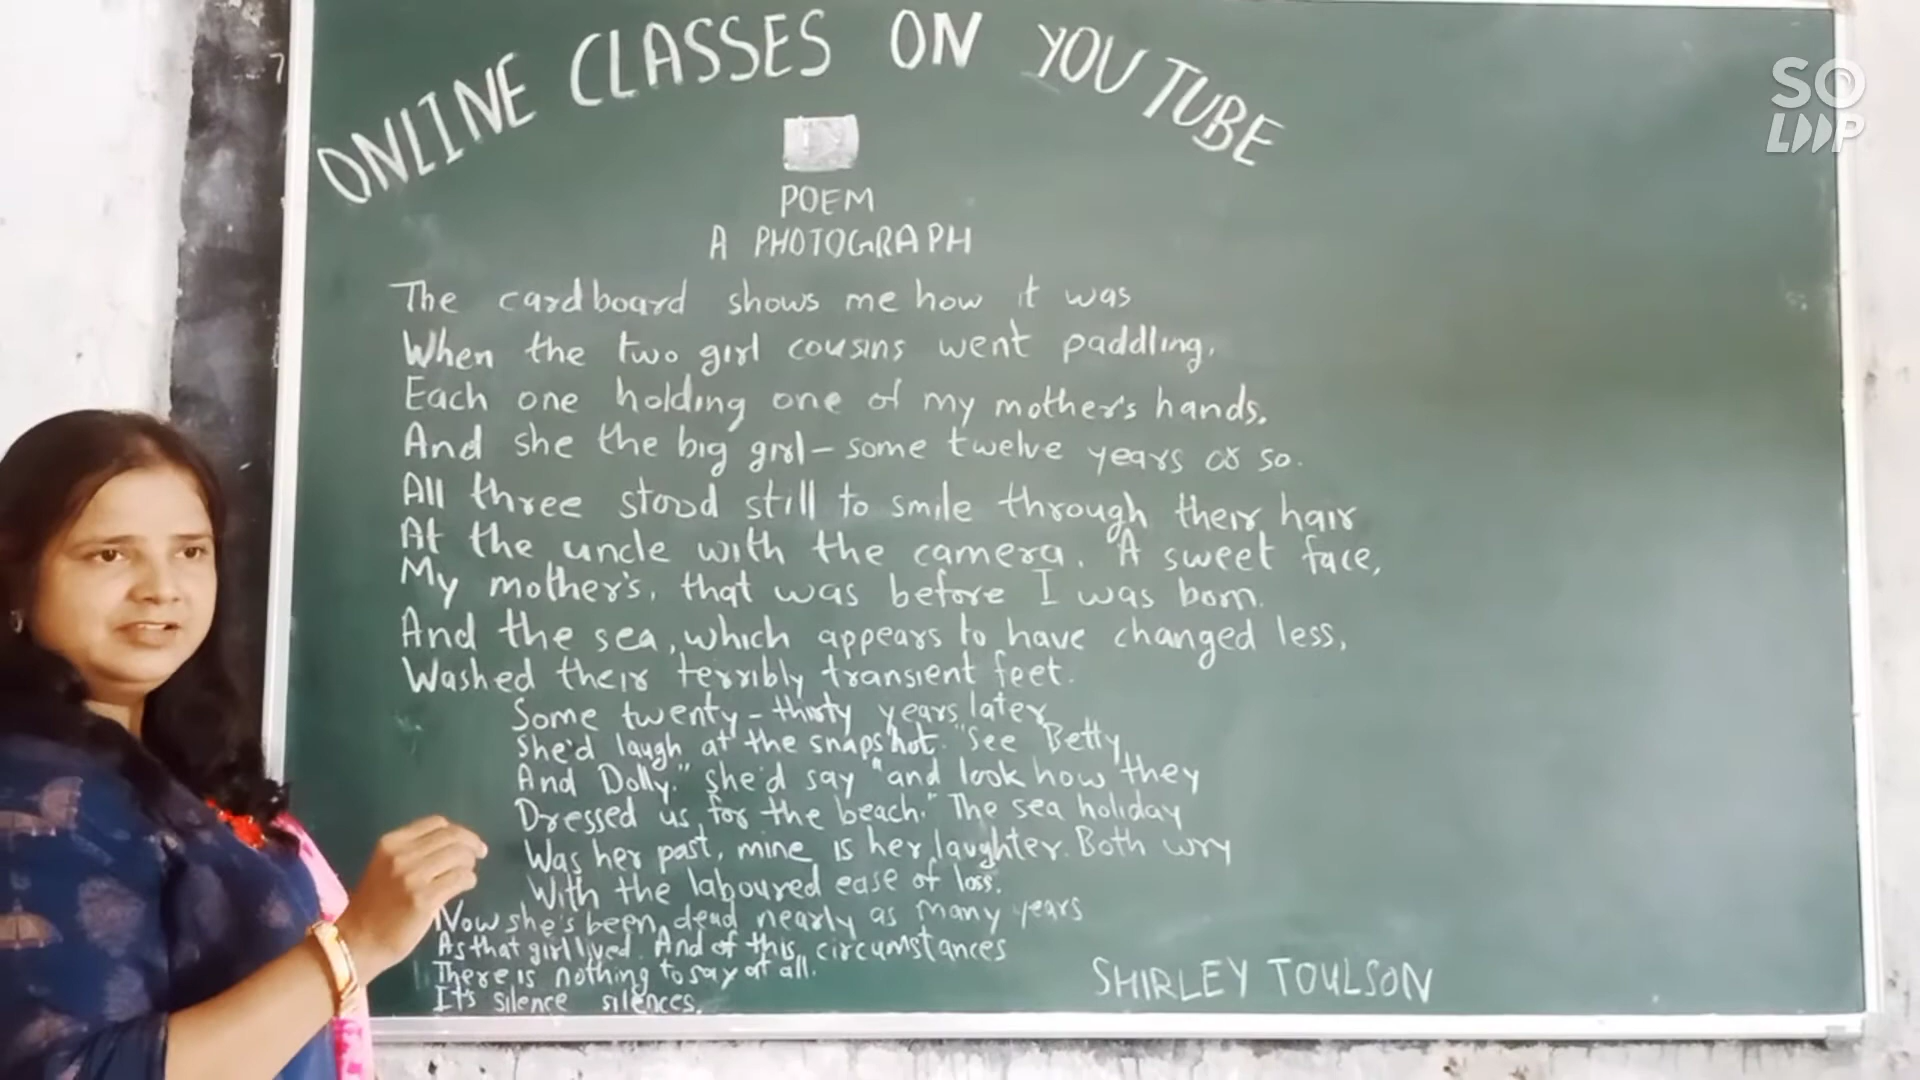 ONLINE CLASSES ON YOUTUBE
POEM
A PHOTOGRAPH
The cardboard shows me how it was
When the two girl cousins went paddling,
Each one holding one of my mother's hands.
And she the big girl - some twelve years or so.
All three stood still to smile through their hair
At the uncle with the camera. A sweet face,
My mother's, that was before I was born.
And the sea, which appears to have changed less,
Washed their terribly transient feet.
Some twenty-thirty years later
She'd laugh at the snapshot. "See Betty
And Dolly." she'd say "and look how they
Dressed us for the beach." The sea holiday
Was her past, mine is her laughter. Both wry
With the laboured ease of loss.
Now she's been dead nearly as many years
As that girl lived. And of this circumstances
There is nothing to say at all.
It's silence silences.
SHIRLEY TOULSON
SOLOOP